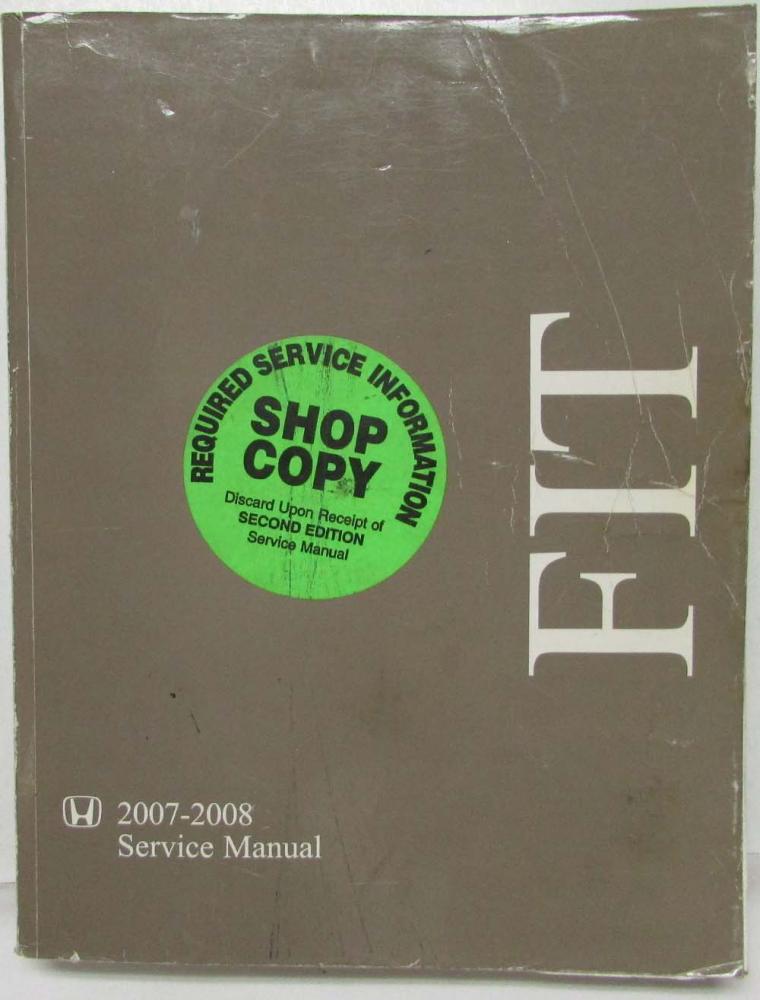 REQUIRED SERVICE INFORMATION
SHOP
COPY
Discard Upon Receipt of
SECOND EDITION
Service Manual
FIT
2007-2008
Service Manual